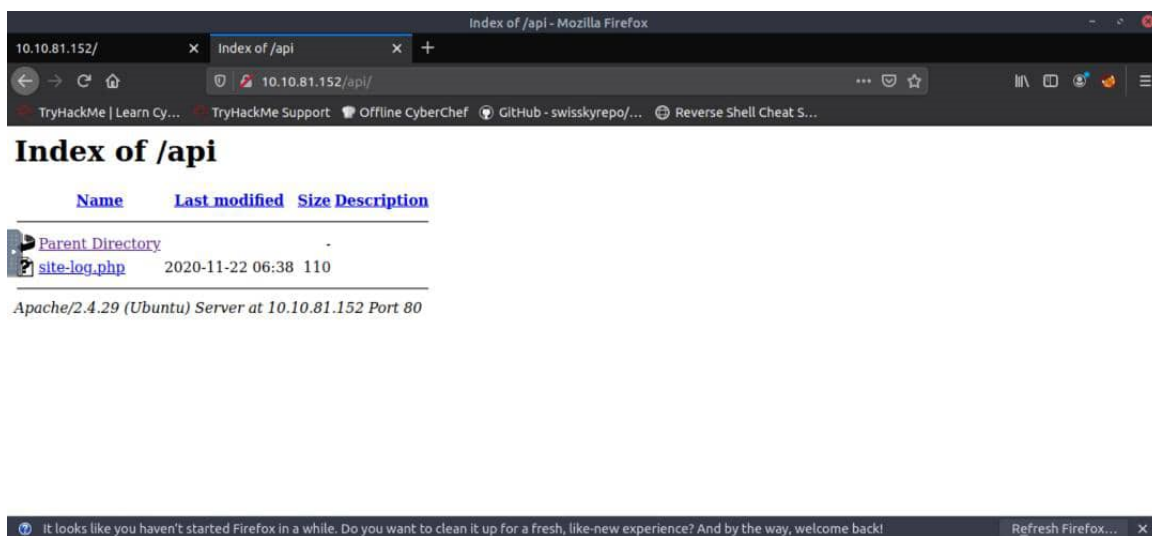 Index of /api - Mozilla Firefox
10.10.81.152/ × Index of /api × +
10.10.81.152/api/
TryHackMe | Learn Cy... TryHackMe Support Offline CyberChef GitHub - swisskyrepo/... Reverse Shell Cheat S...
Index of /api
Name Last modified Size Description
Parent Directory -
site-log.php 2020-11-22 06:38 110
Apache/2.4.29 (Ubuntu) Server at 10.10.81.152 Port 80
It looks like you haven't started Firefox in a while. Do you want to clean it up for a fresh, like-new experience? And by the way, welcome back! Refresh Firefox... ×